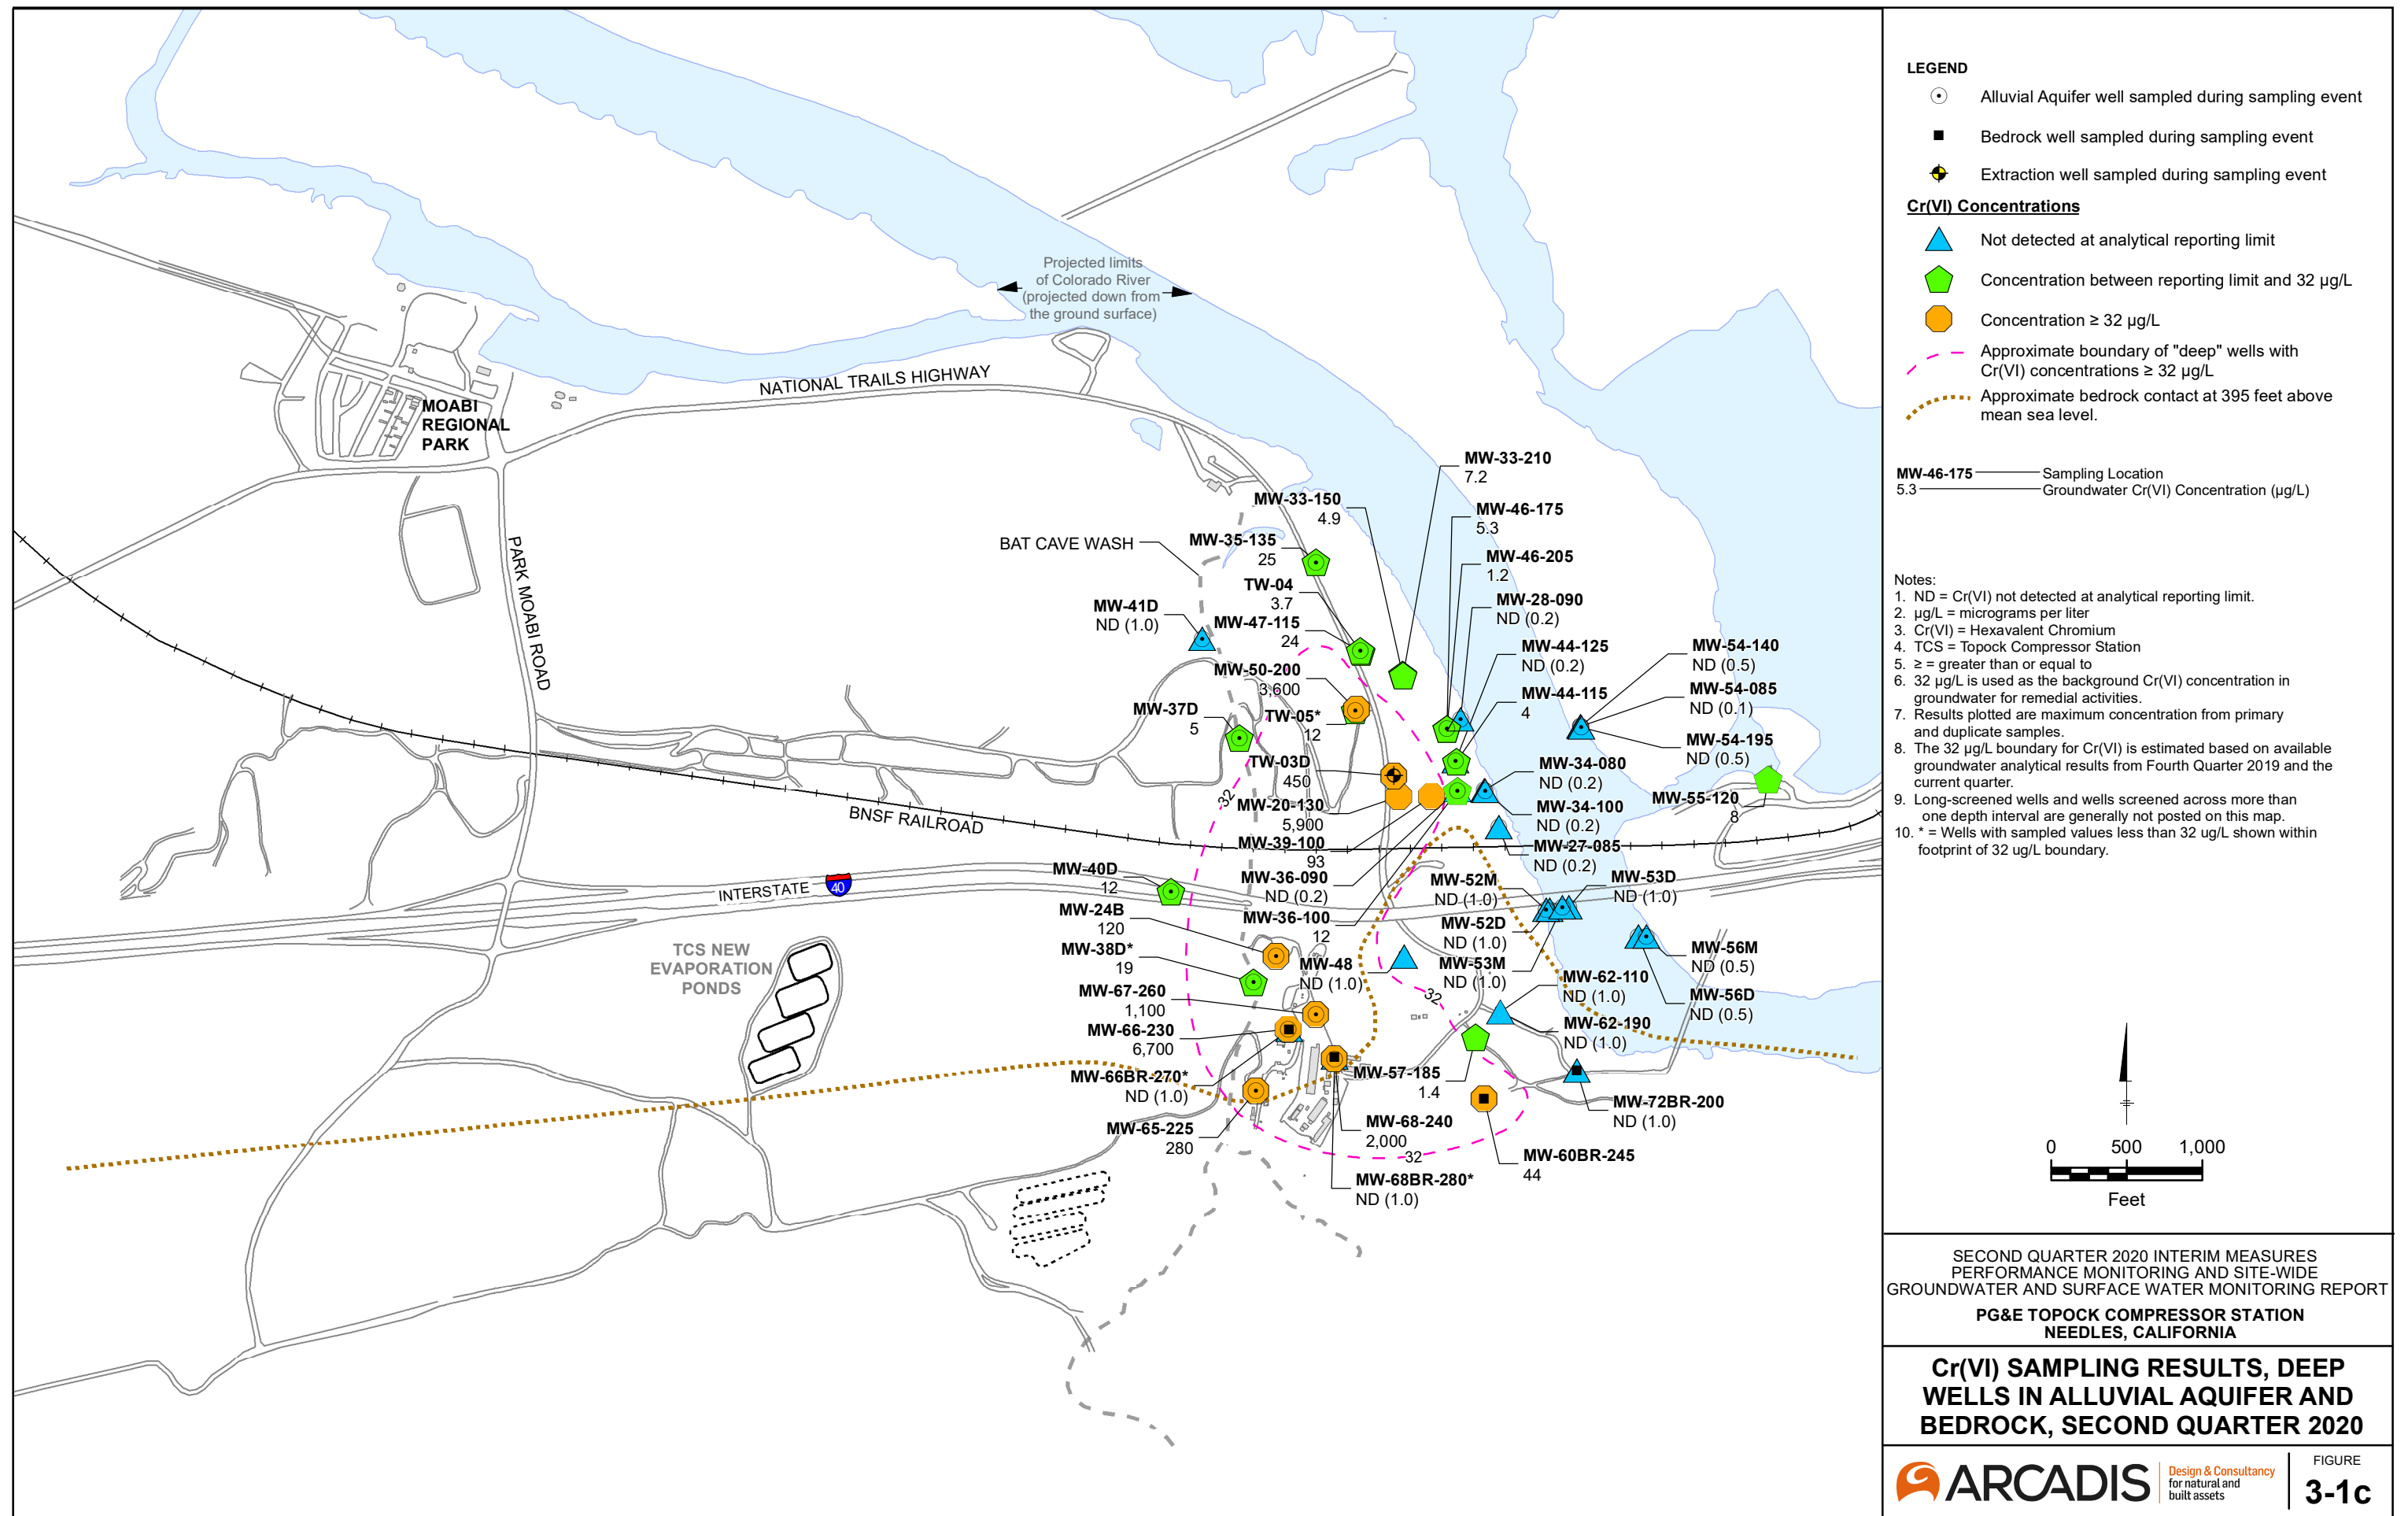 Projected limits
of Colorado River
(projected down from
the ground surface)
NATIONAL TRAILS HIGHWAY
MOABI
REGIONAL
PARK
PARK MOABI ROAD
BAT CAVE WASH
BNSF RAILROAD
INTERSTATE
40
TCS NEW
EVAPORATION
PONDS
MW-33-210
7.2
MW-33-150
4.9
MW-46-175
5.3
MW-35-135
25
MW-46-205
1.2
TW-04
3.7
MW-28-090
ND (0.2)
MW-41D
ND (1.0)
MW-47-115
24
MW-44-125
ND (0.2)
MW-54-140
ND (0.5)
MW-50-200
3,600
MW-44-115
4
MW-54-085
ND (0.1)
MW-37D
5
TW-05*
12
MW-54-195
ND (0.5)
TW-03D
450
MW-34-080
ND (0.2)
32
MW-20-130
5,900
MW-34-100
ND (0.2)
MW-55-120
8
MW-39-100
93
MW-27-085
ND (0.2)
MW-40D
12
MW-36-090
ND (0.2)
MW-52M
ND (1.0)
MW-53D
ND (1.0)
MW-24B
120
MW-36-100
12
MW-52D
ND (1.0)
MW-38D*
19
MW-48
ND (1.0)
MW-53M
ND (1.0)
MW-56M
ND (0.5)
MW-67-260
1,100
32
MW-62-110
ND (1.0)
MW-56D
ND (0.5)
MW-66-230
6,700
MW-62-190
ND (1.0)
MW-66BR-270*
ND (1.0)
MW-57-185
1.4
MW-72BR-200
ND (1.0)
MW-65-225
280
MW-68-240
2,000
32
MW-60BR-245
44
MW-68BR-280*
ND (1.0)
LEGEND
Alluvial Aquifer well sampled during sampling event
Bedrock well sampled during sampling event
Extraction well sampled during sampling event
Cr(VI) Concentrations
Not detected at analytical reporting limit
Concentration between reporting limit and 32 µg/L
Concentration ≥ 32 µg/L
Approximate boundary of "deep" wells with
Cr(VI) concentrations ≥ 32 µg/L
Approximate bedrock contact at 395 feet above
mean sea level.
MW-46-175 Sampling Location
5.3 Groundwater Cr(VI) Concentration (µg/L)
Notes:
1. ND = Cr(VI) not detected at analytical reporting limit.
2. µg/L = micrograms per liter
3. Cr(VI) = Hexavalent Chromium
4. TCS = Topock Compressor Station
5. ≥ = greater than or equal to
6. 32 µg/L is used as the background Cr(VI) concentration in
groundwater for remedial activities.
7. Results plotted are maximum concentration from primary
and duplicate samples.
8. The 32 µg/L boundary for Cr(VI) is estimated based on available
groundwater analytical results from Fourth Quarter 2019 and the
current quarter.
9. Long-screened wells and wells screened across more than
one depth interval are generally not posted on this map.
10. * = Wells with sampled values less than 32 ug/L shown within
footprint of 32 ug/L boundary.
0 500 1,000
Feet
SECOND QUARTER 2020 INTERIM MEASURES
PERFORMANCE MONITORING AND SITE-WIDE
GROUNDWATER AND SURFACE WATER MONITORING REPORT
PG&E TOPOCK COMPRESSOR STATION
NEEDLES, CALIFORNIA
Cr(VI) SAMPLING RESULTS, DEEP
WELLS IN ALLUVIAL AQUIFER AND
BEDROCK, SECOND QUARTER 2020
ARCADIS
Design & Consultancy
for natural and
built assets
FIGURE
3-1c